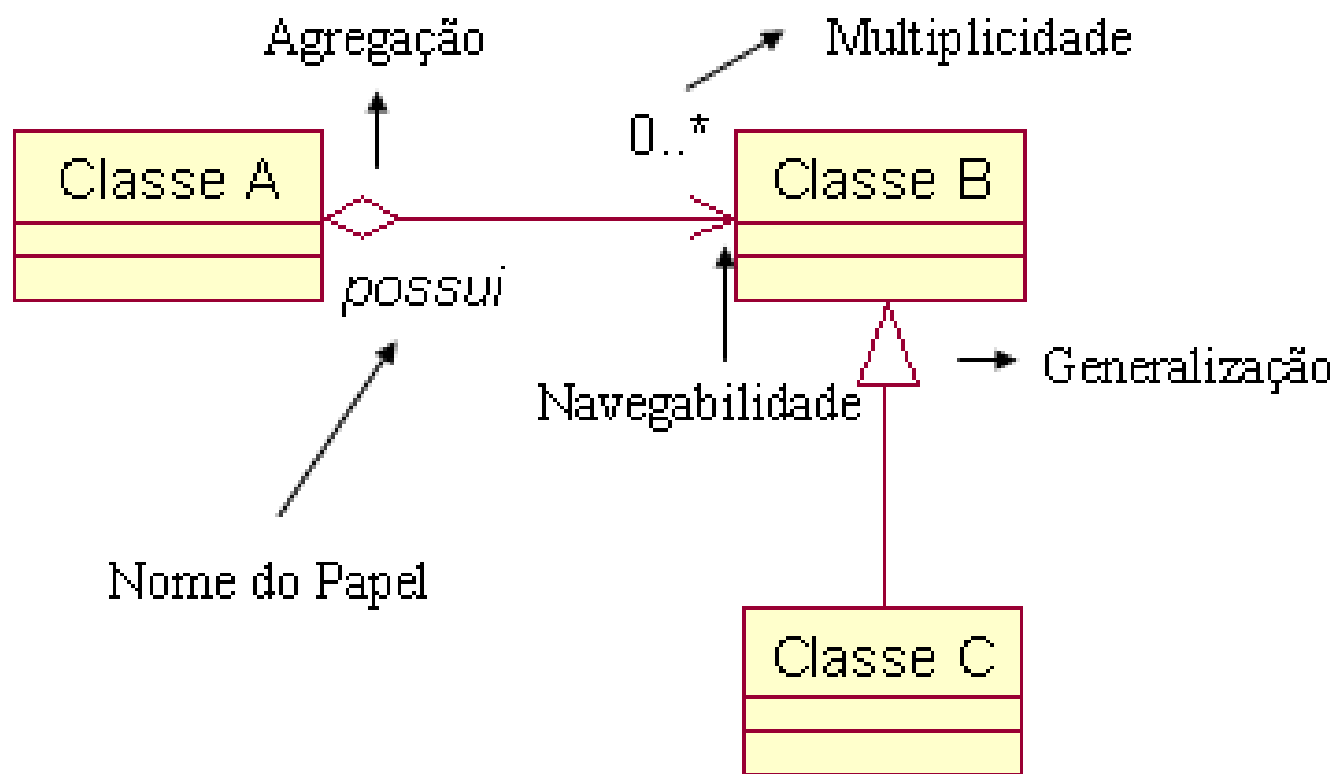 Agregação
Multiplicidade
0..*
Classe A
Classe B
possui
Generalização
Navegabilidade
Nome do Papel
Classe C